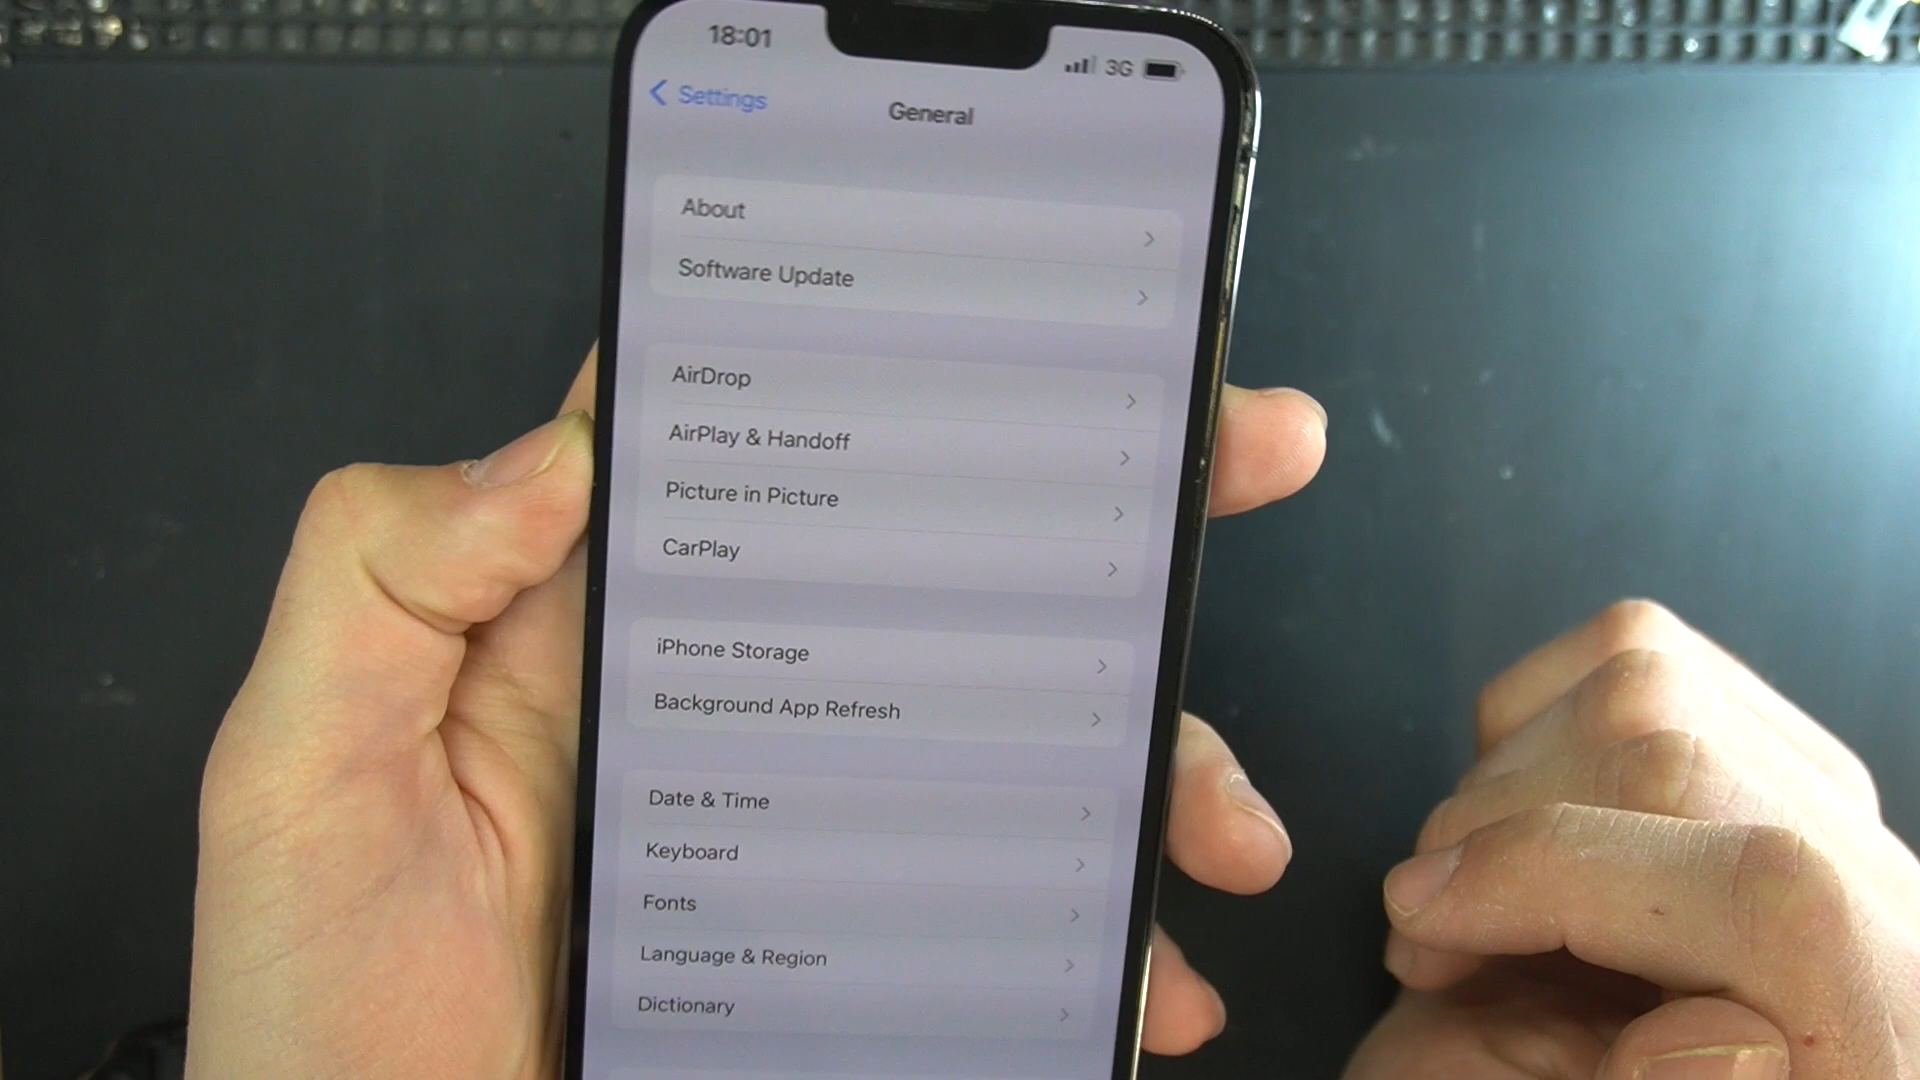 18:01
3G
Settings
General
About
Software Update
AirDrop
AirPlay & Handoff
Picture in Picture
CarPlay
iPhone Storage
Background App Refresh
Date & Time
Keyboard
Fonts
Language & Region
Dictionary